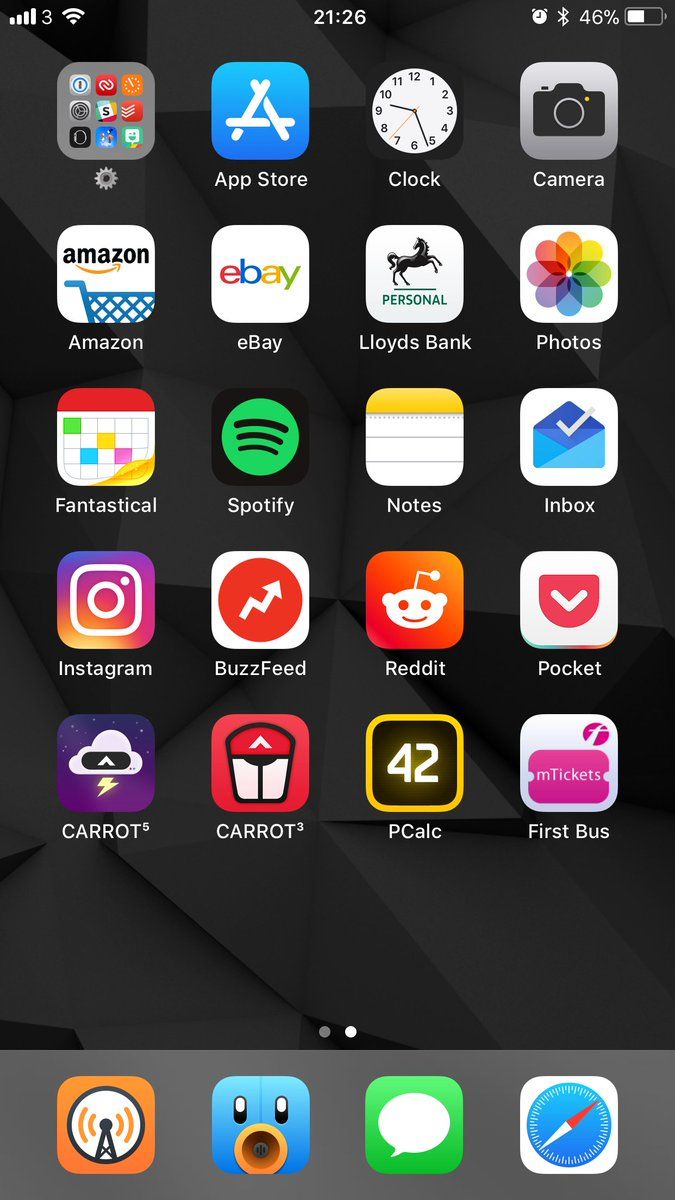 3 21:26 46%
12
11 1
10 2
9 3
8 4
7 5
6
S
App Store Clock Camera
amazon ebay PERSONAL
Amazon eBay Lloyds Bank Photos
Fantastical Spotify Notes Inbox
Instagram BuzzFeed Reddit Pocket
42 mTickets
CARROT⁵ CARROT³ PCalc First Bus